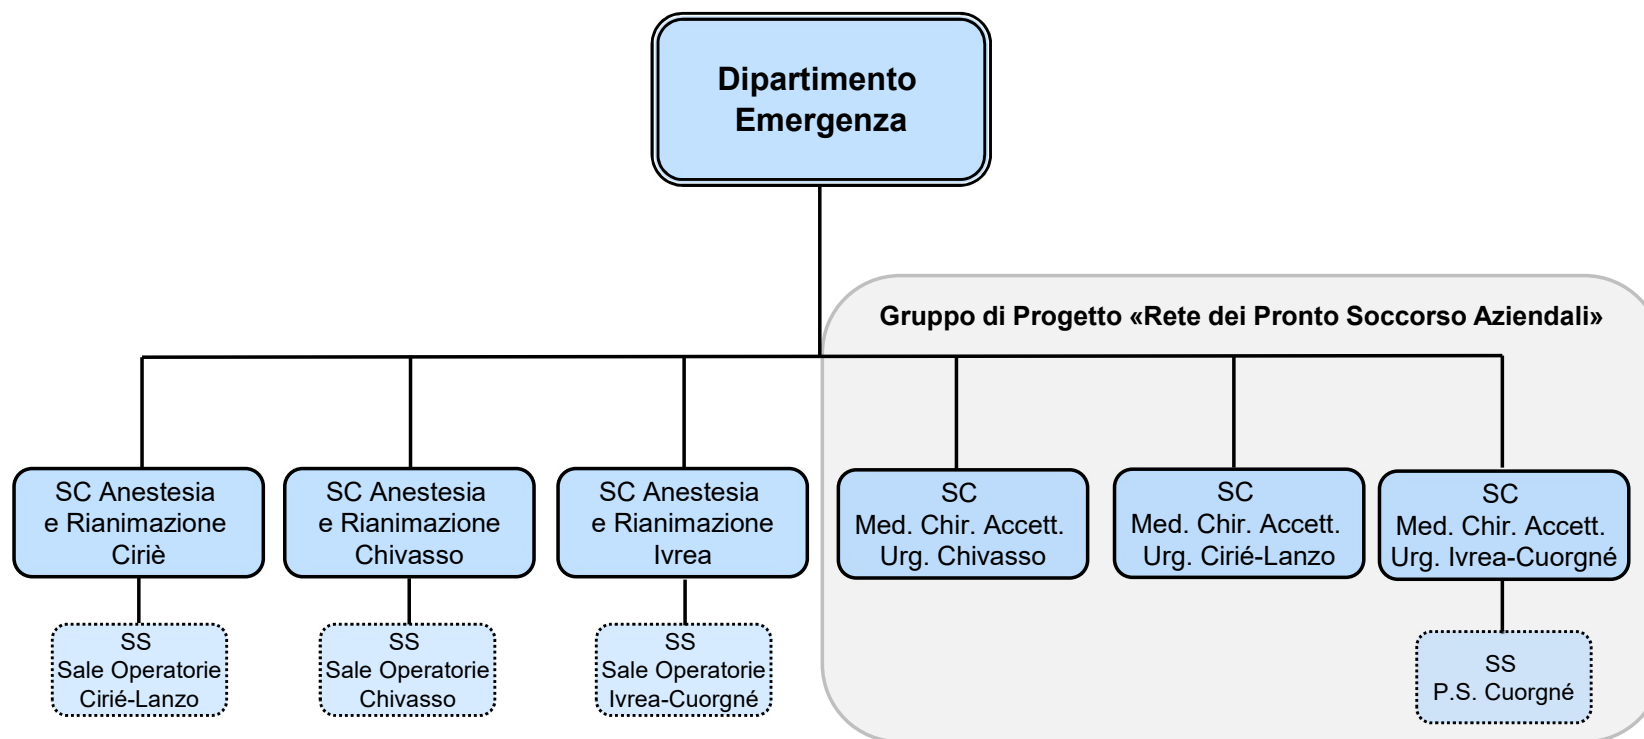 Dipartimento
Emergenza
Gruppo di Progetto «Rete dei Pronto Soccorso Aziendali»
SC Anestesia
e Rianimazione
Ciriè
SC Anestesia
e Rianimazione
Chivasso
SC Anestesia
e Rianimazione
Ivrea
SC
Med. Chir. Accett.
Urg. Chivasso
SC
Med. Chir. Accett.
Urg. Cirié-Lanzo
SC
Med. Chir. Accett.
Urg. Ivrea-Cuorgné
SS
Sale Operatorie
Cirié-Lanzo
SS
Sale Operatorie
Chivasso
SS
Sale Operatorie
Ivrea-Cuorgné
SS
P.S. Cuorgné